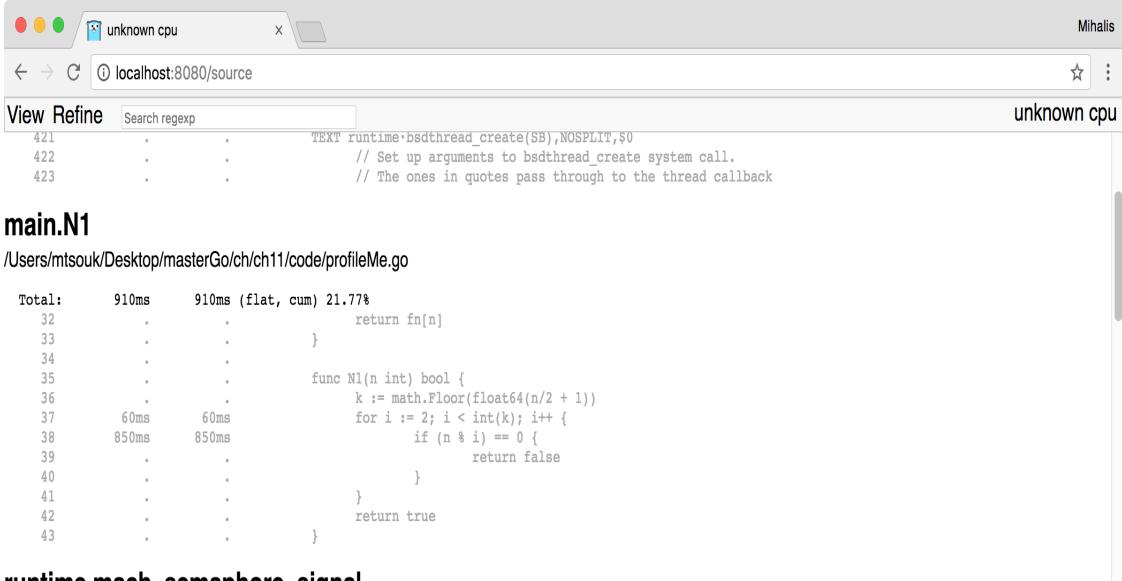 unknown cpu
Mihalis
localhost:8080/source
View Refine Search regexp unknown cpu
421 . . TEXT runtime·bsdthread_create(SB),NOSPLIT,$0
422 . . // Set up arguments to bsdthread_create system call.
423 . . // The ones in quotes pass through to the thread callback
main.N1
/Users/mtsouk/Desktop/masterGo/ch/ch11/code/profileMe.go
Total: 910ms 910ms (flat, cum) 21.77%
32 . . return fn[n]
33 . . }
34 . .
35 . . func N1(n int) bool {
36 . . k := math.Floor(float64(n/2 + 1))
37 60ms 60ms for i := 2; i < int(k); i++ {
38 850ms 850ms if (n % i) == 0 {
39 . . return false
40 . . }
41 . . }
42 . . return true
43 . . }
runtime.mach_semaphore_signal